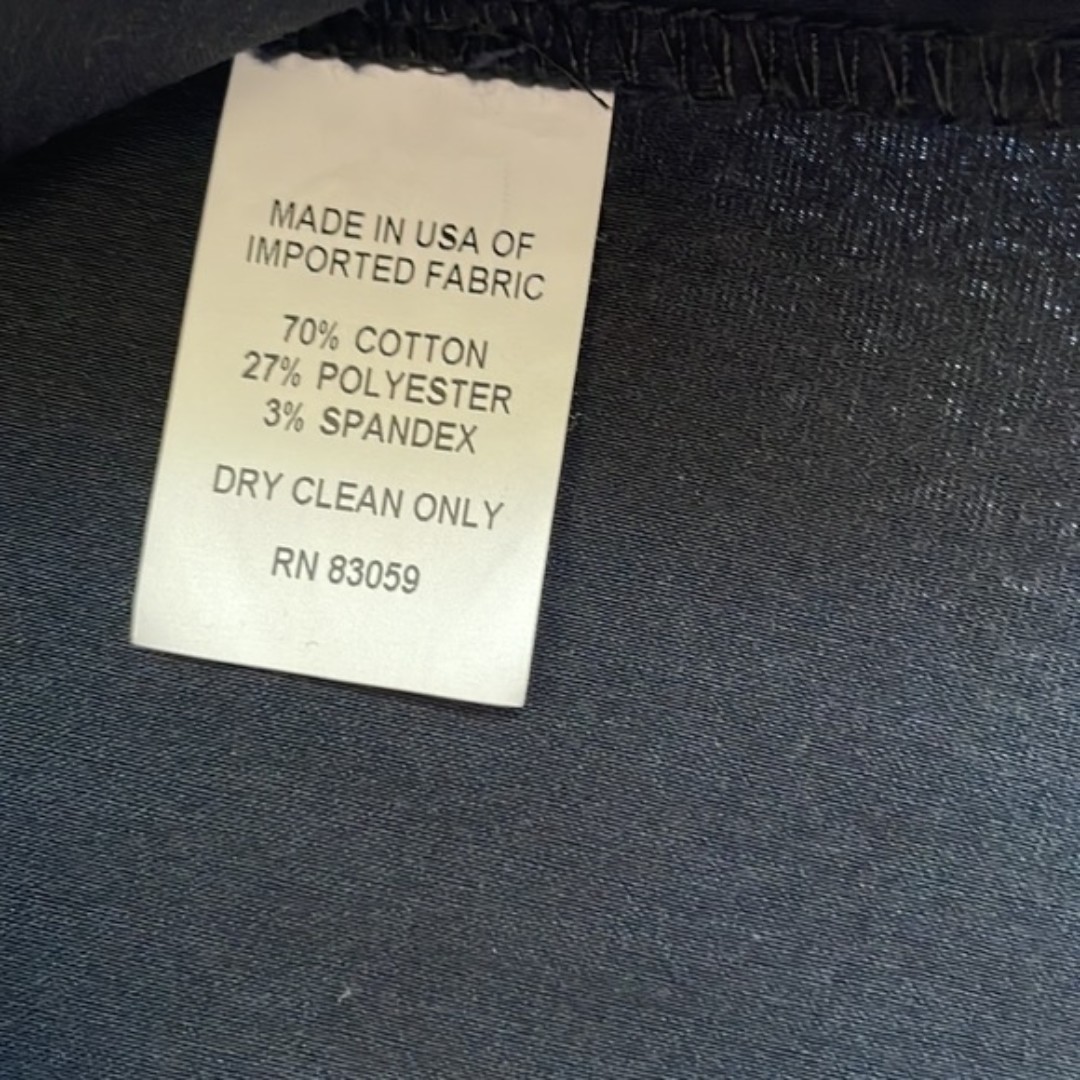 MADE IN USA OF
IMPORTED FABRIC
70% COTTON
27% POLYESTER
3% SPANDEX
DRY CLEAN ONLY
RN 83059